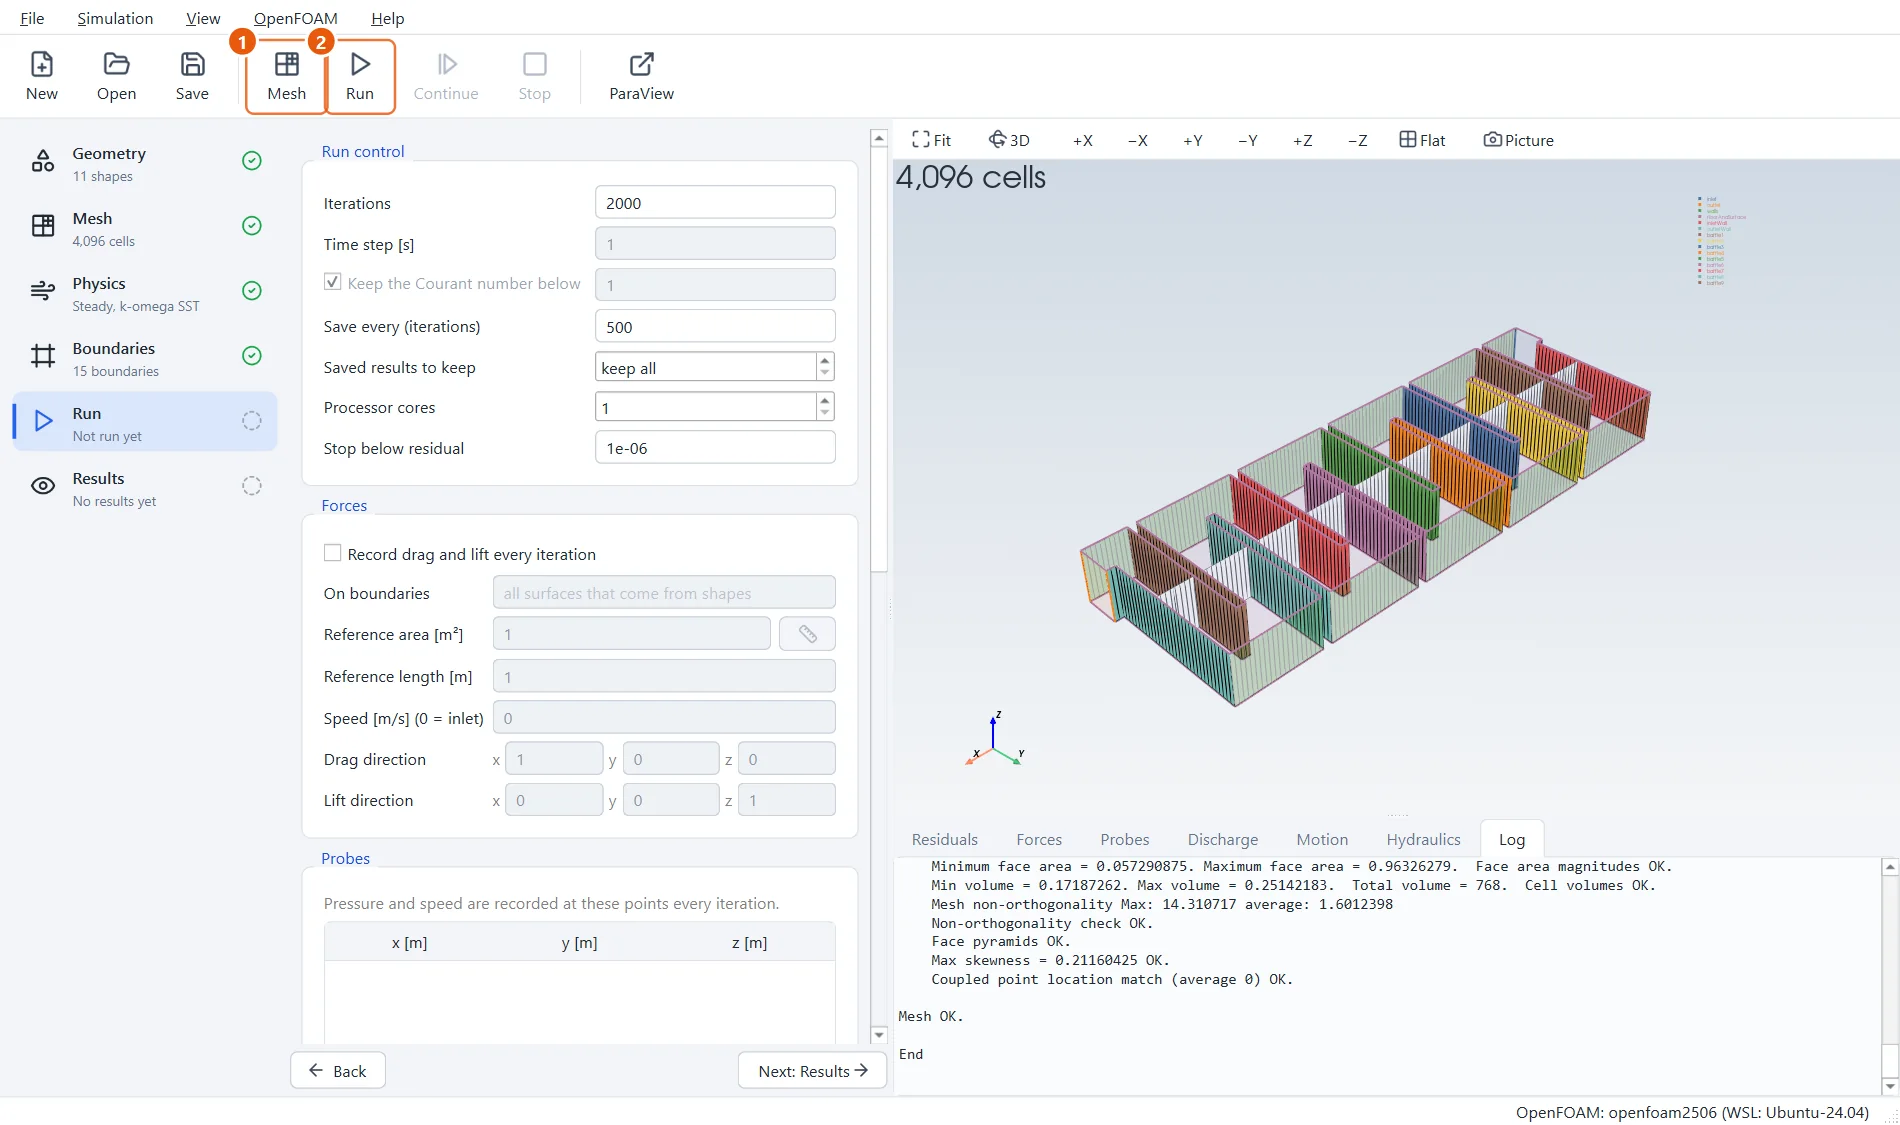 File Simulation View OpenFOAM Help
1 2
New Open Save Mesh Run Continue Stop ParaView
Geometry
11 shapes
Mesh
4,096 cells
Physics
Steady, k-omega SST
Boundaries
15 boundaries
Run
Not run yet
Results
No results yet
Run control
Iterations 2000
Time step [s] 1
Keep the Courant number below 1
Save every (iterations) 500
Saved results to keep keep all
Processor cores 1
Stop below residual 1e-06
Forces
Record drag and lift every iteration
On boundaries all surfaces that come from shapes
Reference area [m²] 1
Reference length [m] 1
Speed [m/s] (0 = inlet) 0
Drag direction x 1 y 0 z 0
Lift direction x 0 y 0 z 1
Probes
Pressure and speed are recorded at these points every iteration.
x [m] y [m] z [m]
Back Next: Results
Fit 3D +X −X +Y −Y +Z −Z Flat Picture
4,096 cells
Z
X Y
Residuals Forces Probes Discharge Motion Hydraulics Log
Minimum face area = 0.057290875. Maximum face area = 0.96326279.  Face area magnitudes OK.
Min volume = 0.17187262. Max volume = 0.25142183.  Total volume = 768.  Cell volumes OK.
Mesh non-orthogonality Max: 14.310717 average: 1.6012398
Non-orthogonality check OK.
Face pyramids OK.
Max skewness = 0.21160425 OK.
Coupled point location match (average 0) OK.
Mesh OK.
End
OpenFOAM: openfoam2506 (WSL: Ubuntu-24.04)